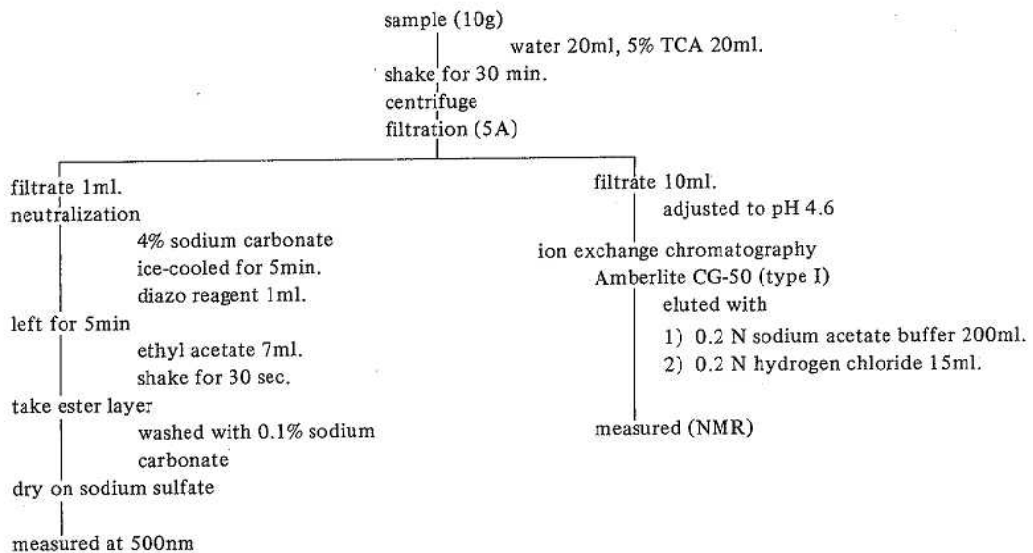 sample (10g)
water 20ml, 5% TCA 20ml.
shake for 30 min.
centrifuge
filtration (5A)
filtrate 1ml.
neutralization
4% sodium carbonate
ice-cooled for 5min.
diazo reagent 1ml.
left for 5min
ethyl acetate 7ml.
shake for 30 sec.
take ester layer
washed with 0.1% sodium
carbonate
dry on sodium sulfate
measured at 500nm
filtrate 10ml.
adjusted to pH 4.6
ion exchange chromatography
Amberlite CG-50 (type I)
eluted with
1) 0.2 N sodium acetate buffer 200ml.
2) 0.2 N hydrogen chloride 15ml.
measured (NMR)